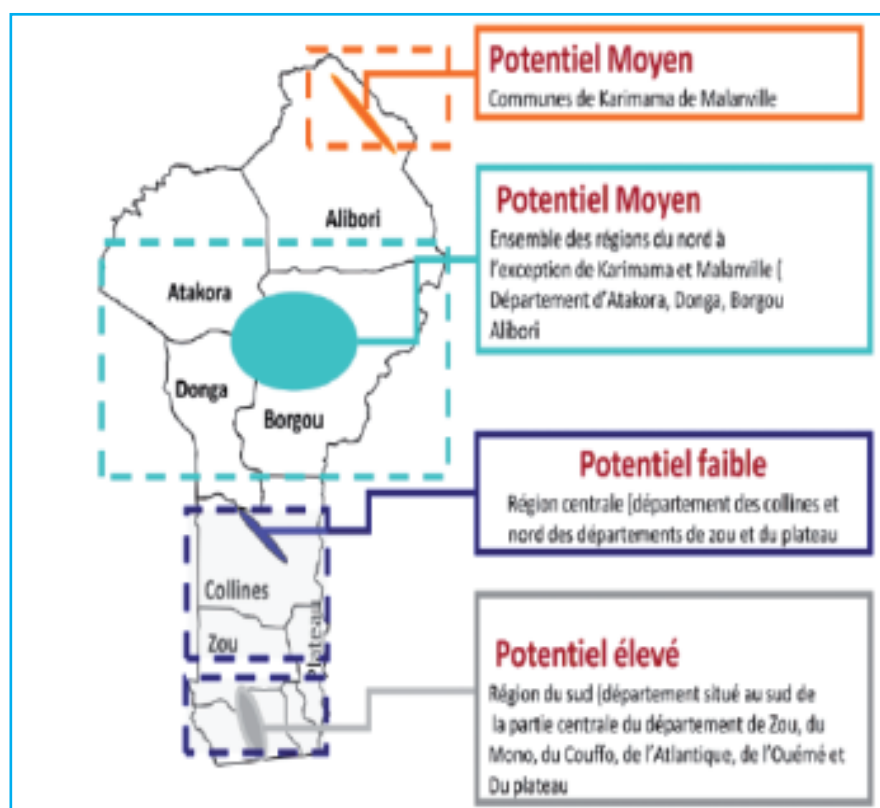 Potentiel Moyen
Communes de Karimama de Malanville
Potentiel Moyen
Ensemble des régions du nord à
l'exception de Karimama et Malanville [
Département d'Atakora, Donga, Borgou
Alibori
Potentiel faible
Région centrale [département des collines et
nord des départements de zou et du plateau
Potentiel élevé
Région du sud (département situé au sud de
la partie centrale du département de Zou, du
Mono, du Couffo, de l'Atlantique, de l'Ouémé et
Du plateau
Alibori
Atakora
Donga
Borgou
Collines
Zou
Plateau